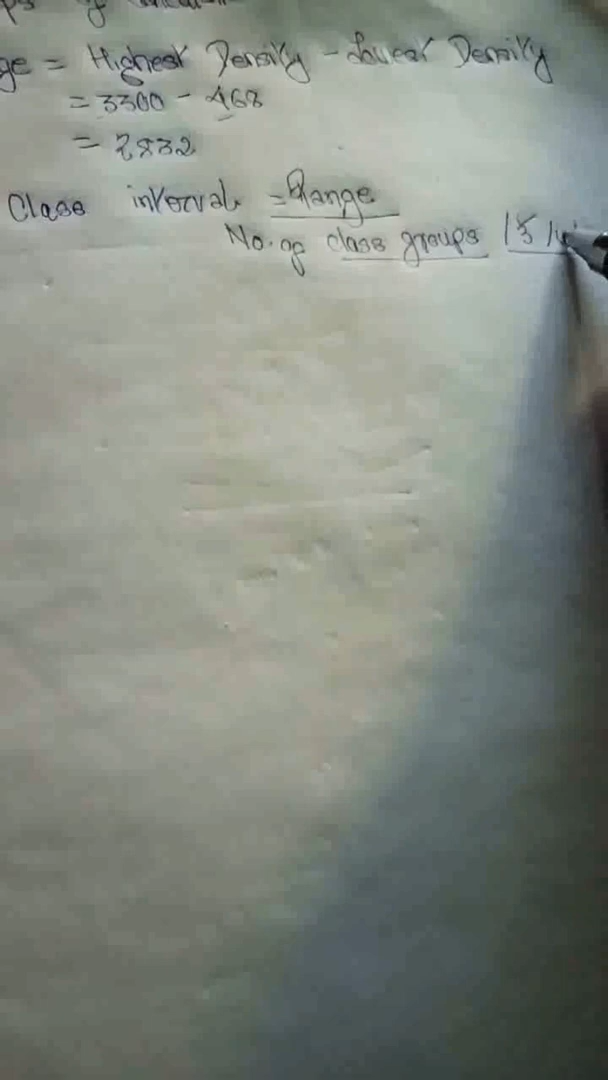 ge = Highest Density - Lowest Density
= 3300 - 468
= 2832
Class interval = Range
No. of class groups